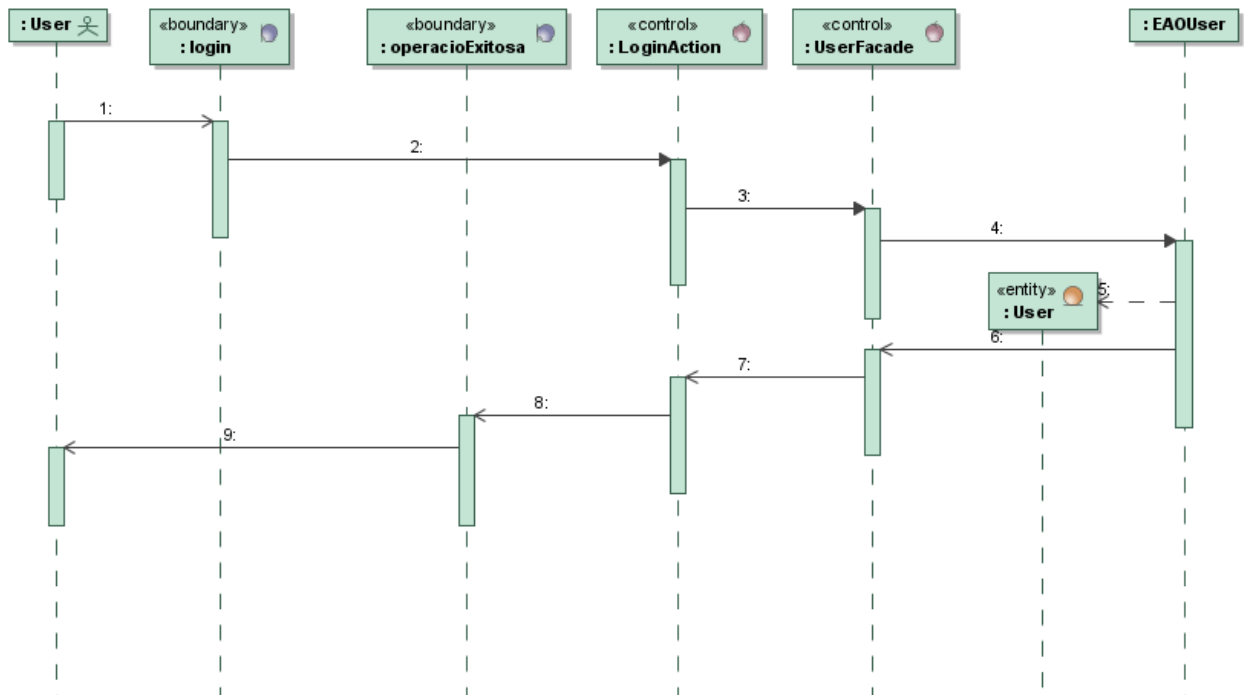 : User
«boundary»
: login
«boundary»
: operacioExitosa
«control»
: LoginAction
«control»
: UserFacade
: EAOUser
1:
2:
3:
4:
«entity»
: User
5:
6:
7:
8:
9: